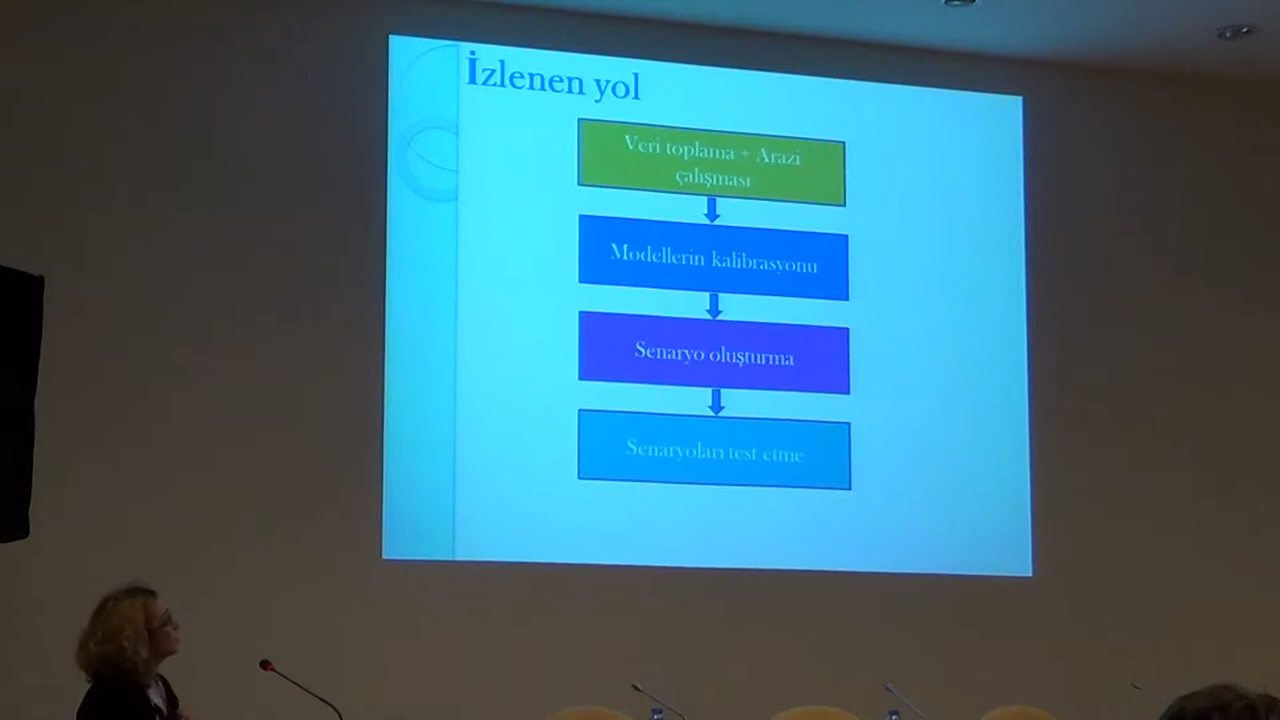 İzlenen yol
Veri toplama + Arazi
çalışması
Modellerin kalibrasyonu
Senaryo oluşturma
Senaryoları test etme